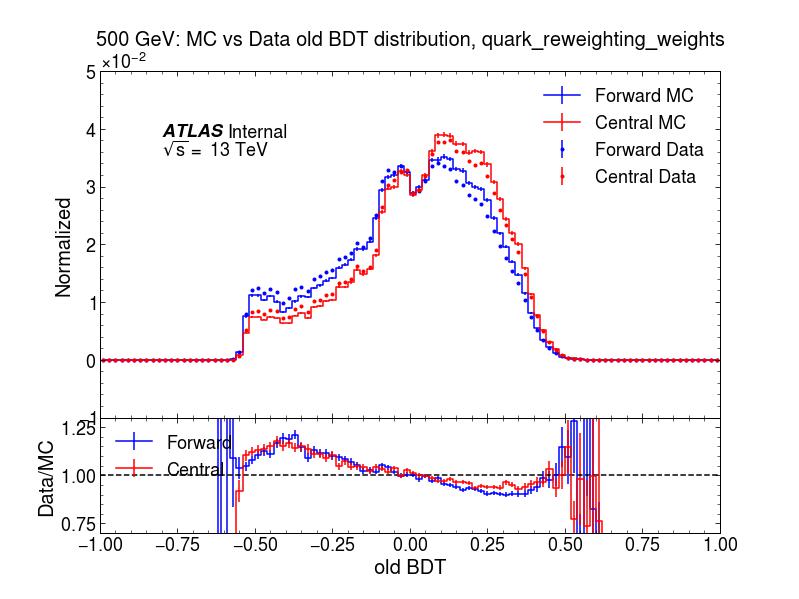 500 GeV: MC vs Data old BDT distribution, quark_reweighting_weights
×10⁻²
5
4
3
2
1
0
−1
Normalized
ATLAS Internal
√s = 13 TeV
Forward MC
Central MC
Forward Data
Central Data
1.25
1.00
0.75
Data/MC
Forward
Central
−1.00 −0.75 −0.50 −0.25 0.00 0.25 0.50 0.75 1.00
old BDT